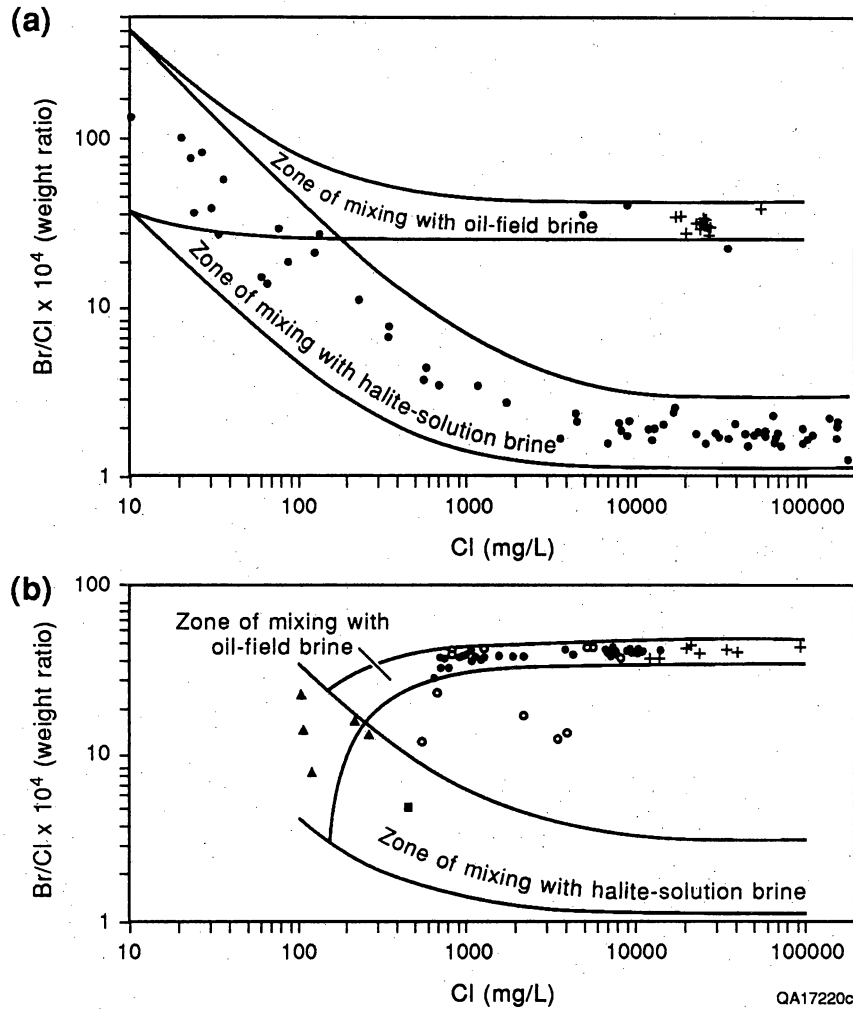 (a)
Br/Cl x 10⁴ (weight ratio)
100
10
1
Zone of mixing with oil-field brine
Zone of mixing with halite-solution brine
10
100
1000
10000
100000
Cl (mg/L)
(b)
Br/Cl x 10⁴ (weight ratio)
100
10
1
Zone of mixing with
oil-field brine
Zone of mixing with halite-solution brine
10
100
1000
10000
100000
Cl (mg/L)
QA17220c